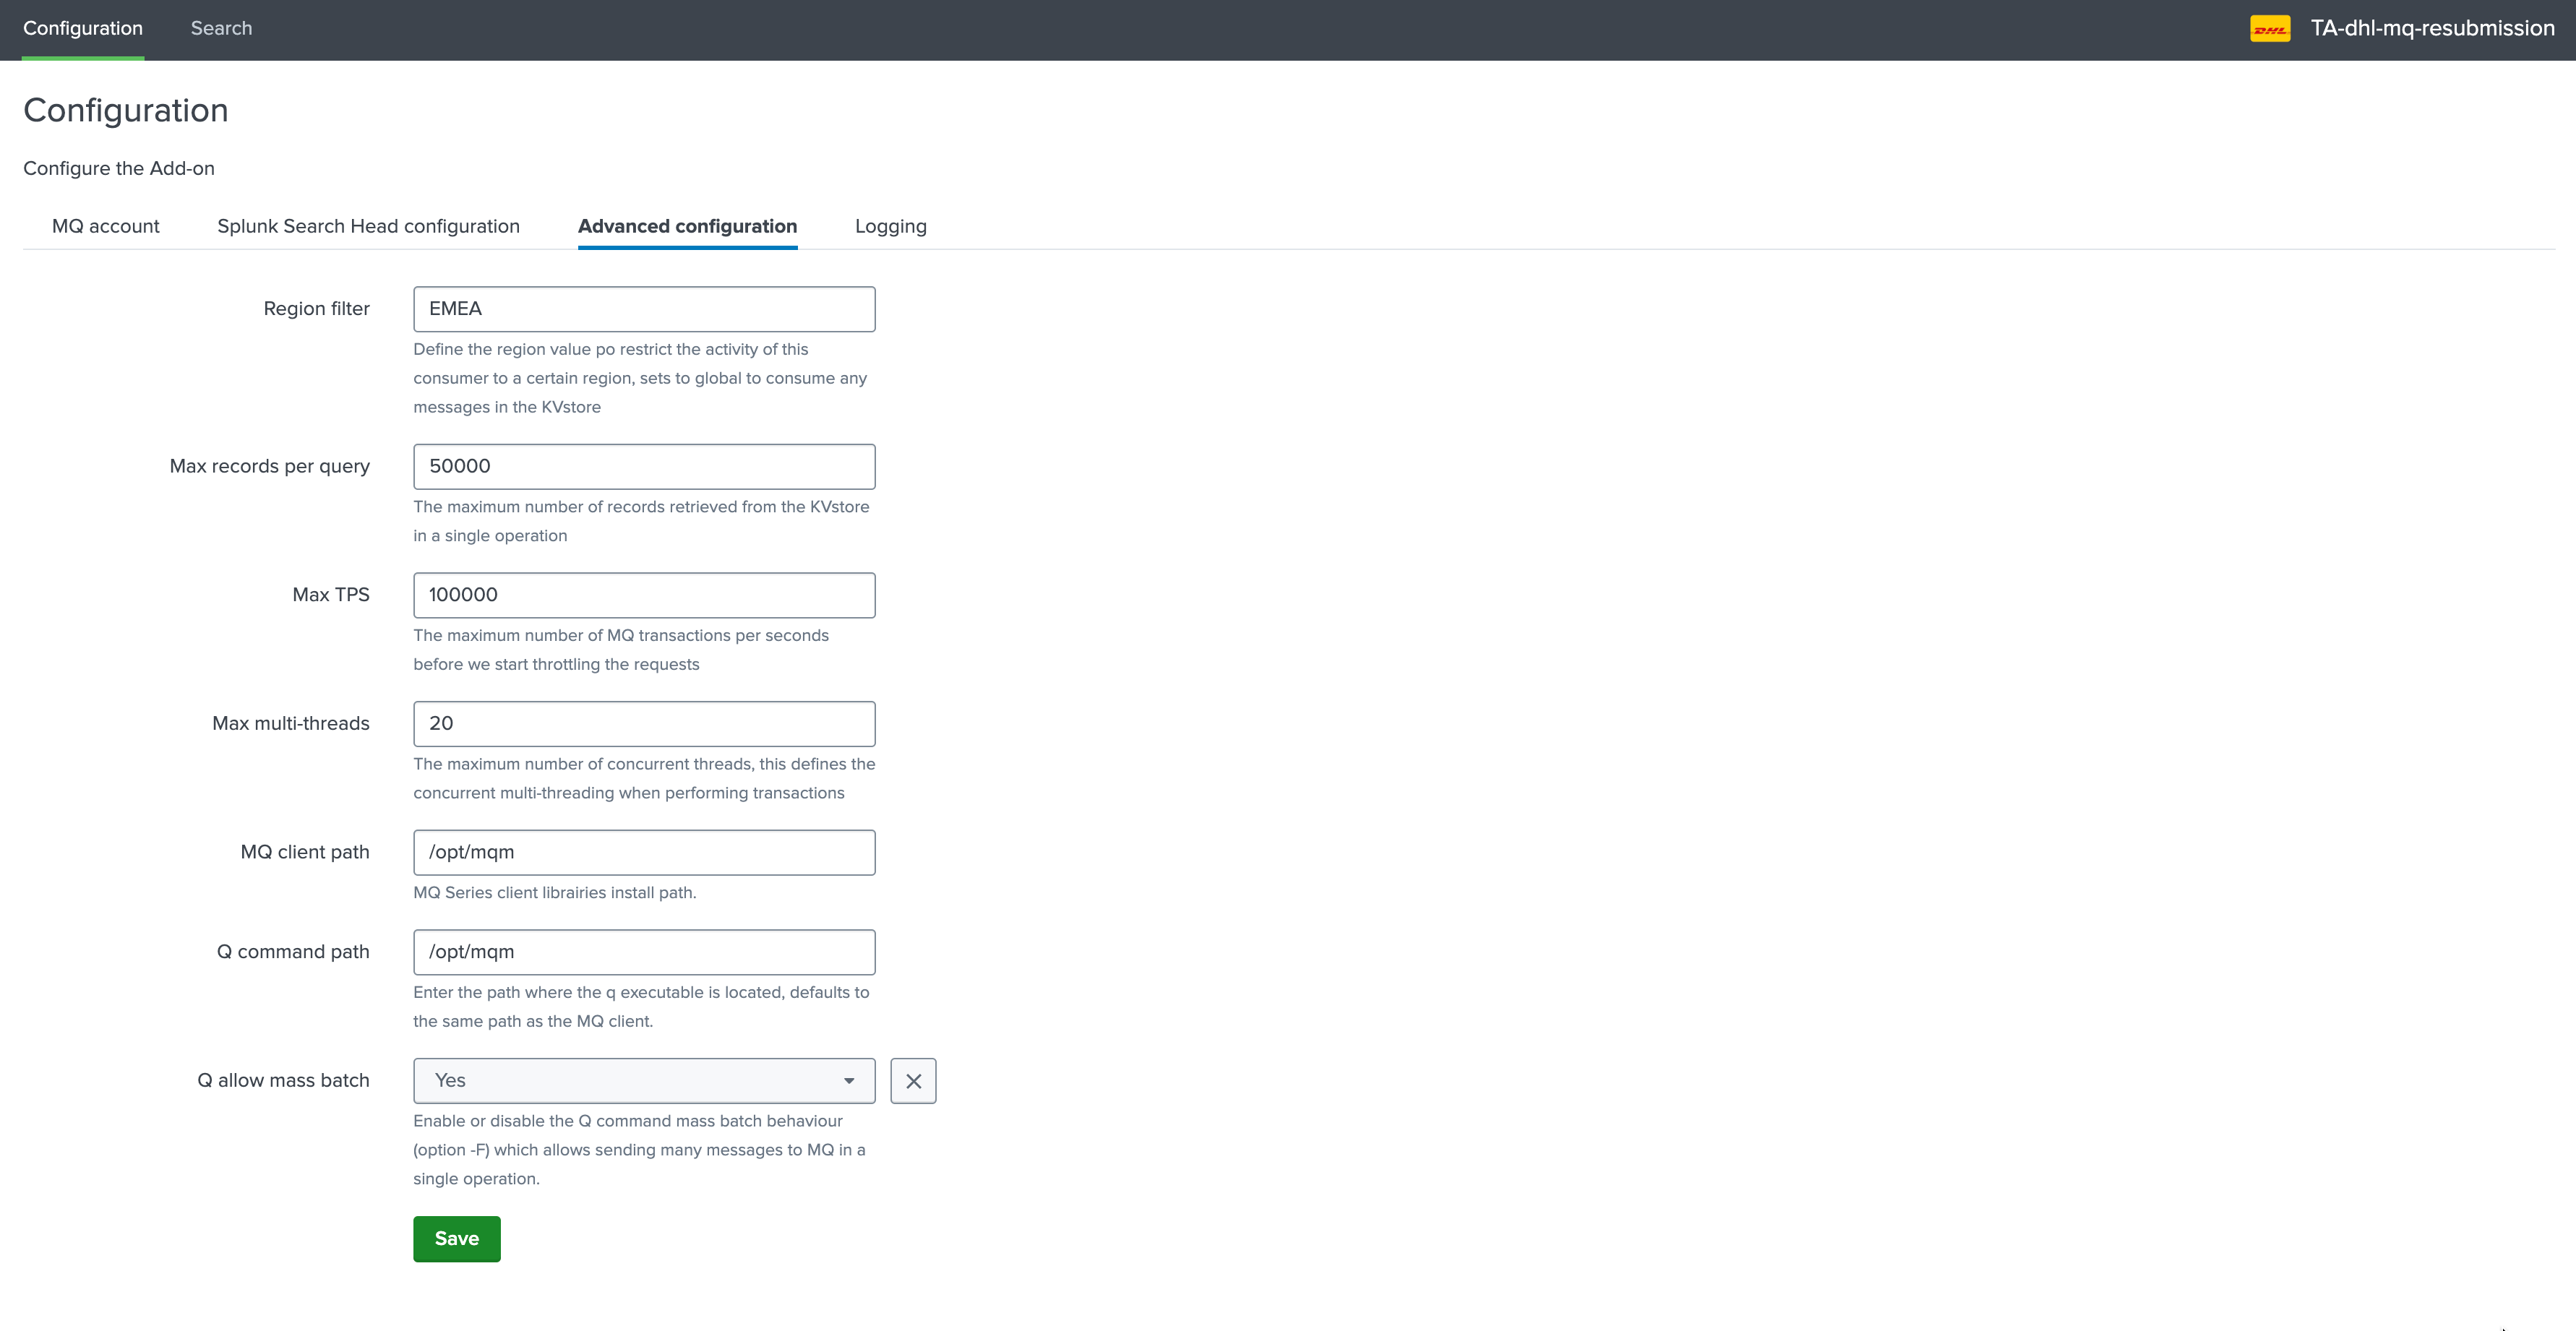 Configuration
Search
DHL
TA-dhl-mq-resubmission
Configuration
Configure the Add-on
MQ account
Splunk Search Head configuration
Advanced configuration
Logging
Region filter
EMEA
Define the region value po restrict the activity of this
consumer to a certain region, sets to global to consume any
messages in the KVstore
Max records per query
50000
The maximum number of records retrieved from the KVstore
in a single operation
Max TPS
100000
The maximum number of MQ transactions per seconds
before we start throttling the requests
Max multi-threads
20
The maximum number of concurrent threads, this defines the
concurrent multi-threading when performing transactions
MQ client path
/opt/mqm
MQ Series client librairies install path.
Q command path
/opt/mqm
Enter the path where the q executable is located, defaults to
the same path as the MQ client.
Q allow mass batch
Yes
Enable or disable the Q command mass batch behaviour
(option -F) which allows sending many messages to MQ in a
single operation.
Save